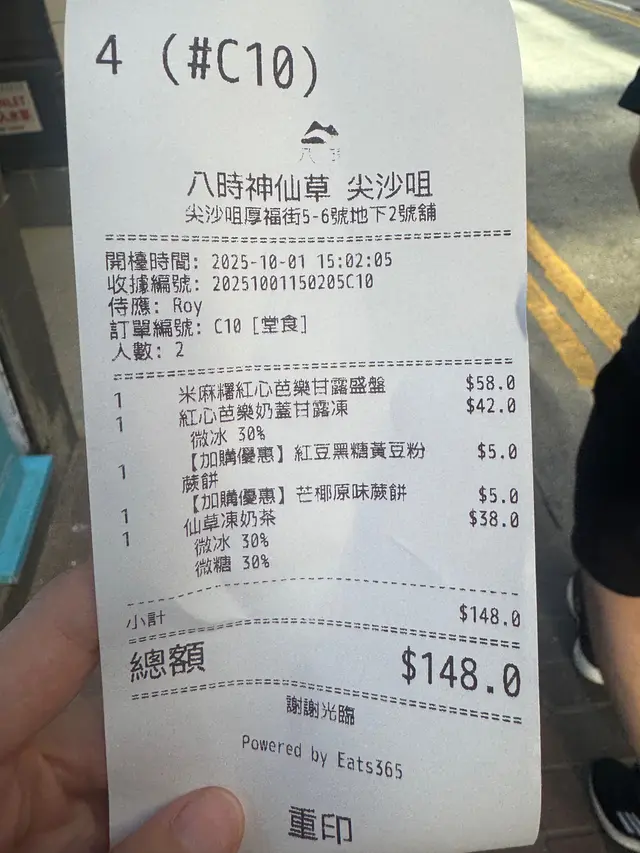 4 (#C10)
八時神仙草 尖沙咀
尖沙咀厚福街5-6號地下2號舖
開檯時間: 2025-10-01 15:02:05
收據編號: 20251001150205C10
侍應: Roy
訂單編號: C10 [堂食]
人數: 2
1 米麻糬紅心芭樂甘露盛盤 $58.0
1 紅心芭樂奶蓋甘露凍 $42.0
微冰 30%
1 【加購優惠】紅豆黑糖黃豆粉 $5.0
蕨餅
1 【加購優惠】芒椰原味蕨餅 $5.0
1 仙草凍奶茶 $38.0
微冰 30%
微糖 30%
小計 $148.0
總額 $148.0
謝謝光臨
Powered by Eats365
重印